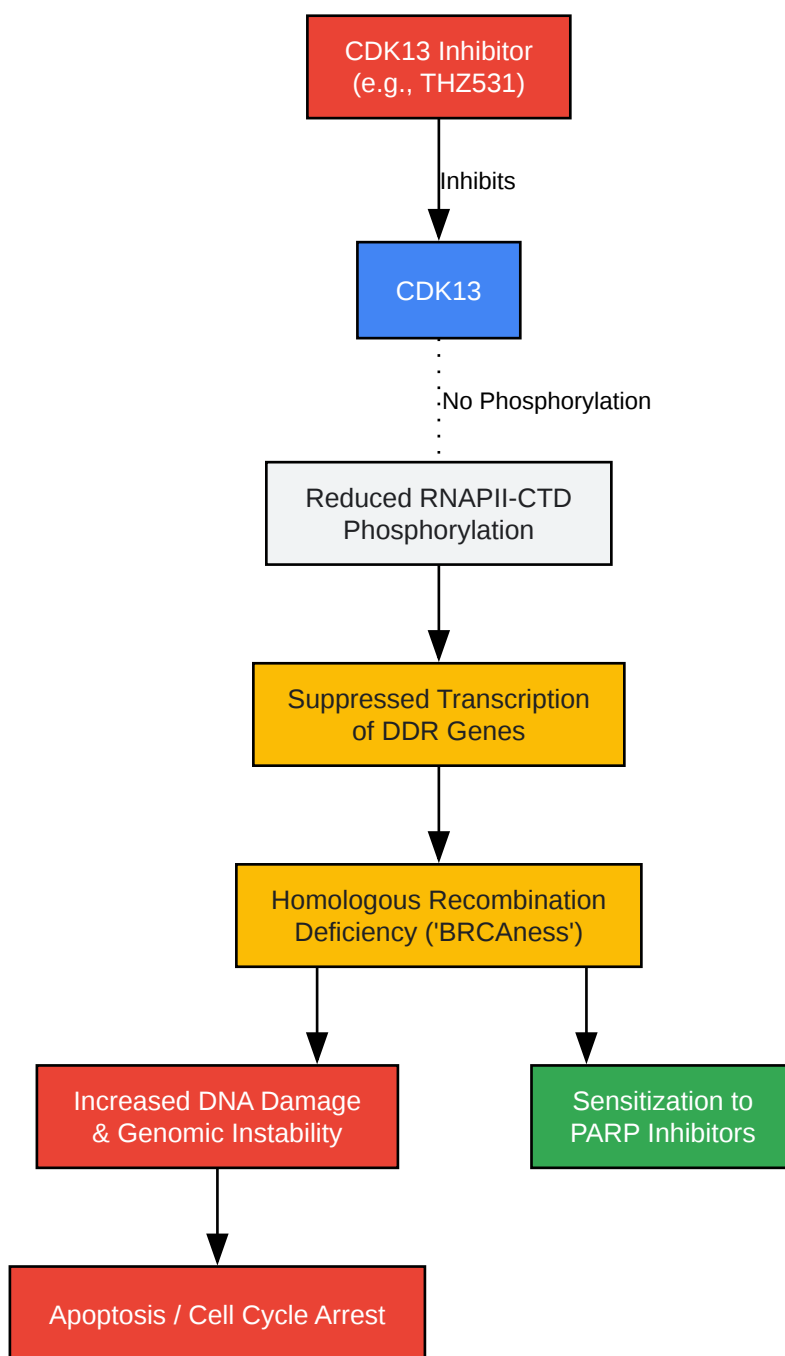 CDK13 Inhibitor
(e.g., THZ531)
Inhibits
CDK13
No Phosphorylation
Reduced RNAPII-CTD
Phosphorylation
Suppressed Transcription
of DDR Genes
Homologous Recombination
Deficiency ('BRCAness')
Increased DNA Damage
& Genomic Instability
Sensitization to
PARP Inhibitors
Apoptosis / Cell Cycle Arrest